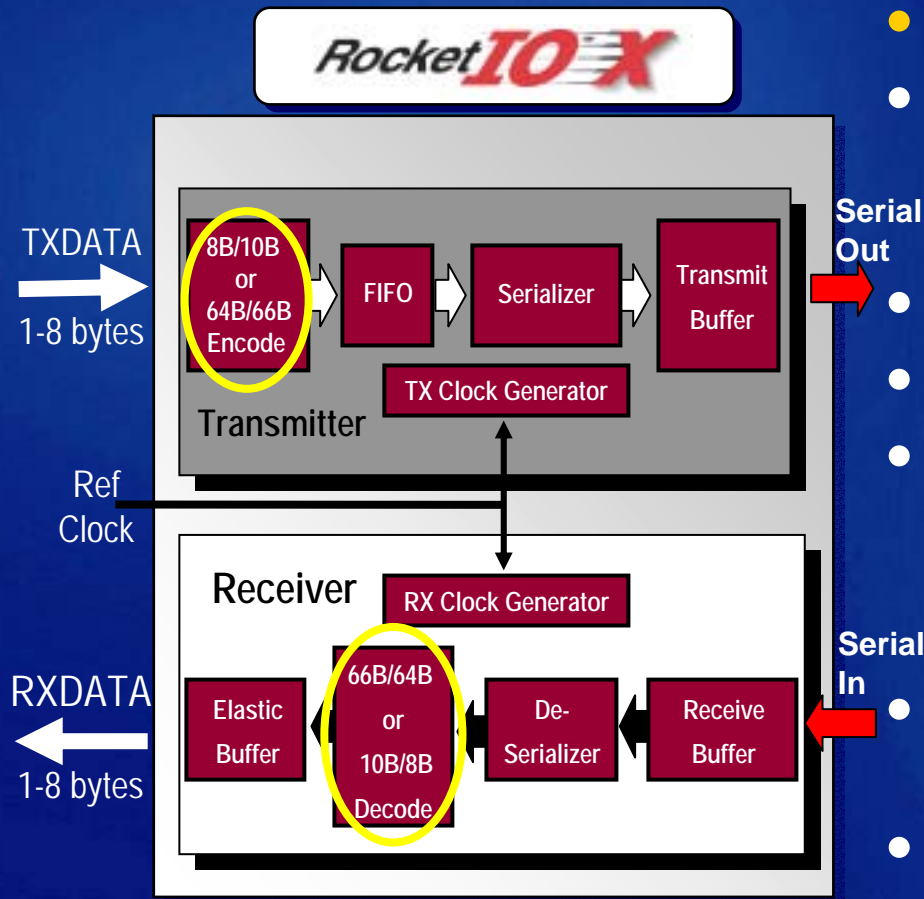 RocketIO X
TXDATA
1-8 bytes
8B/10B
or
64B/66B
Encode
FIFO
Serializer
Transmit
Buffer
Serial
Out
TX Clock Generator
Transmitter
Ref
Clock
Receiver
RX Clock Generator
RXDATA
1-8 bytes
Elastic
Buffer
66B/64B
or
10B/8B
Decode
De-
Serializer
Receive
Buffer
Serial
In